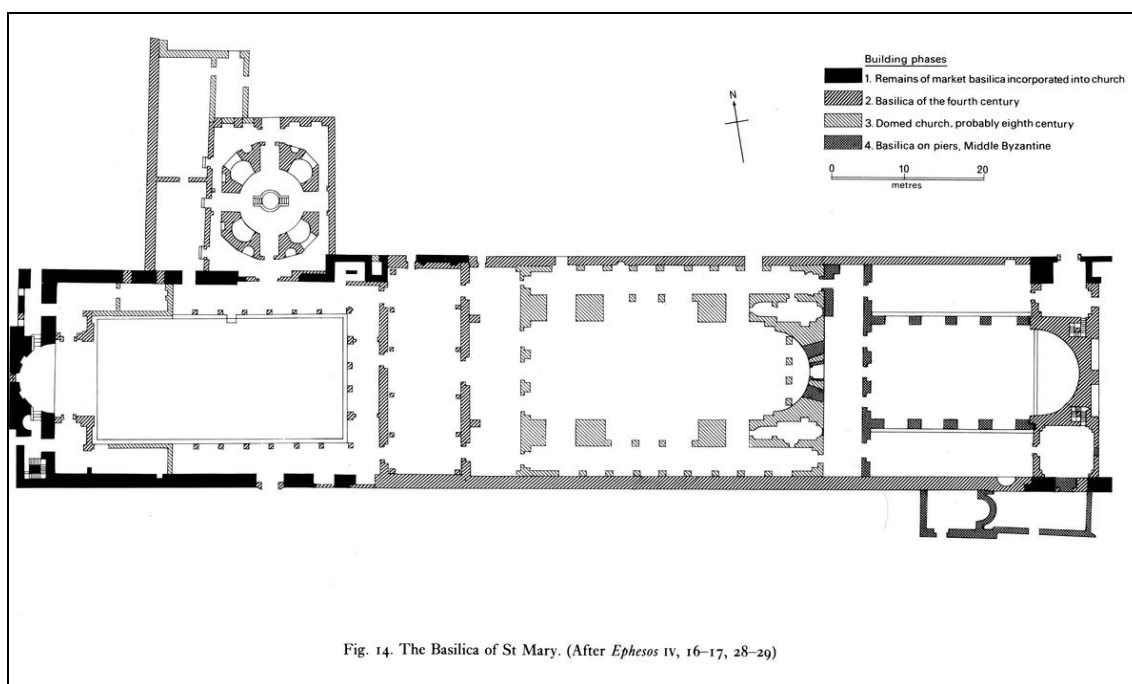 Building phases
1. Remains of market basilica incorporated into church
2. Basilica of the fourth century
3. Domed church, probably eighth century
4. Basilica on piers, Middle Byzantine
N
0 10 20
metres
Fig. 14. The Basilica of St Mary. (After Ephesos IV, 16–17, 28–29)